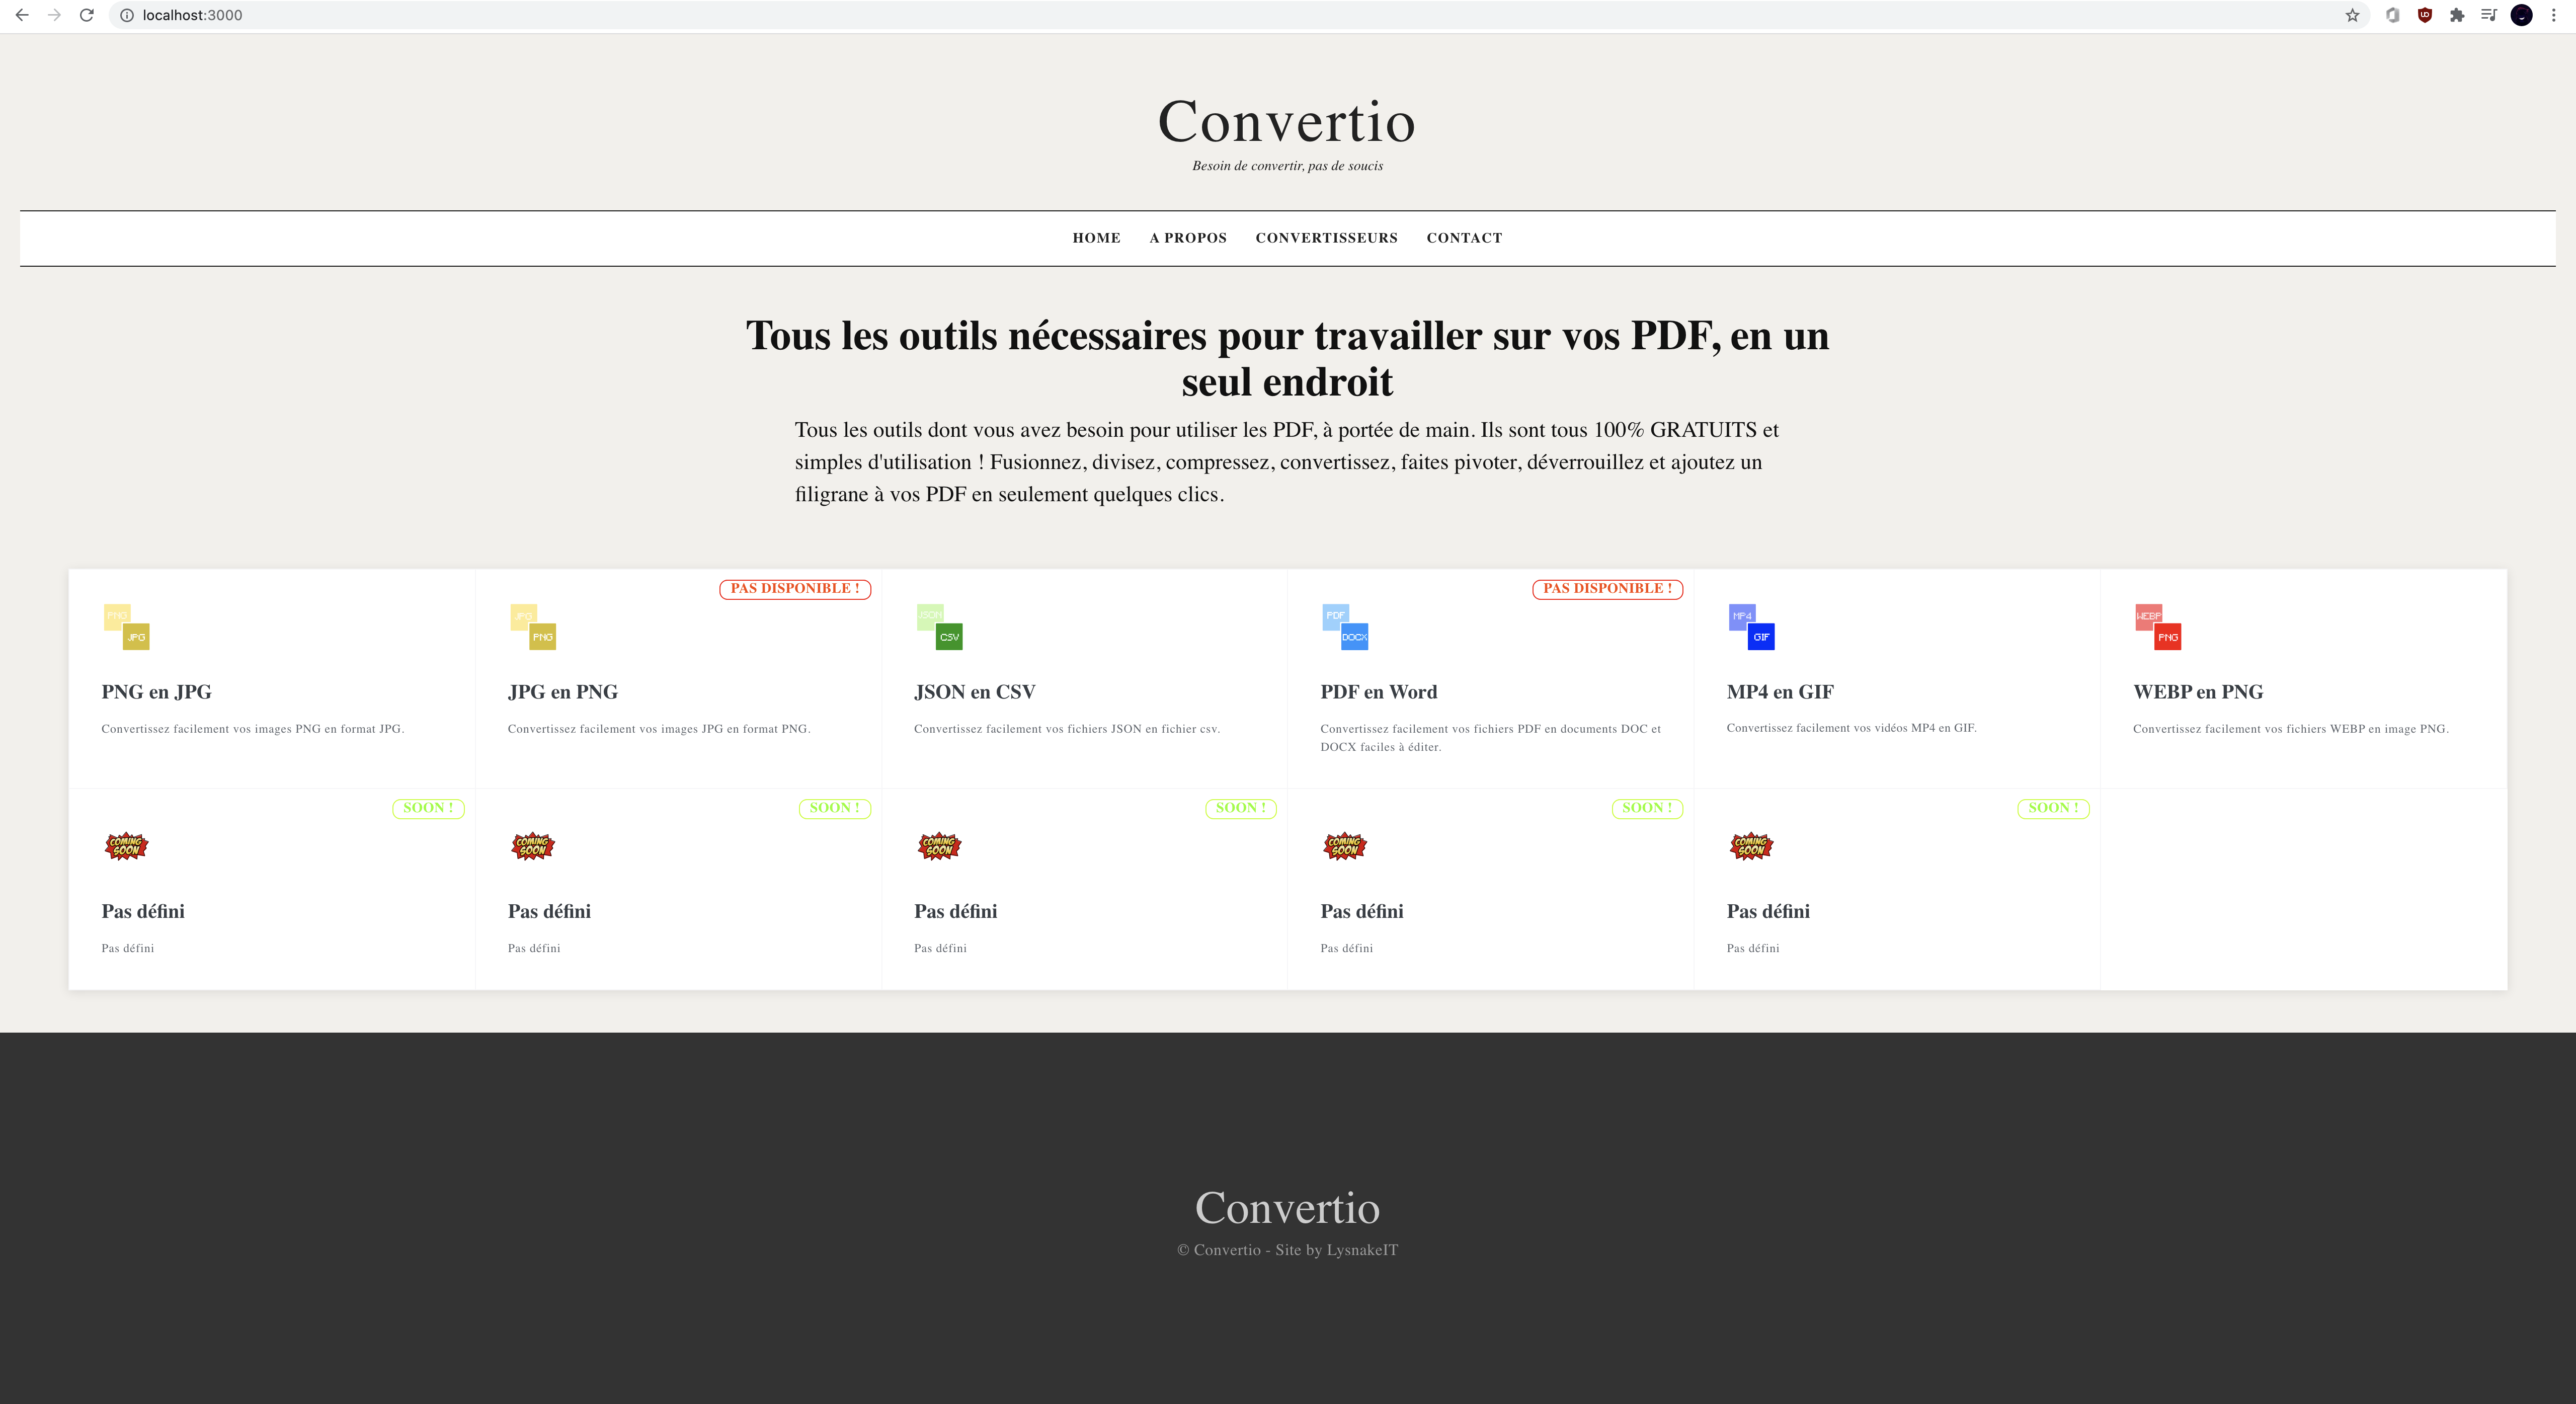 localhost:3000
Convertio
Besoin de convertir, pas de soucis
HOME A PROPOS CONVERTISSEURS CONTACT
Tous les outils nécessaires pour travailler sur vos PDF, en un
seul endroit
Tous les outils dont vous avez besoin pour utiliser les PDF, à portée de main. Ils sont tous 100% GRATUITS et
simples d'utilisation ! Fusionnez, divisez, compressez, convertissez, faites pivoter, déverrouillez et ajoutez un
filigrane à vos PDF en seulement quelques clics.
PNG
JPG
PNG en JPG
Convertissez facilement vos images PNG en format JPG.
PAS DISPONIBLE !
JPG
PNG
JPG en PNG
Convertissez facilement vos images JPG en format PNG.
JSON
CSV
JSON en CSV
Convertissez facilement vos fichiers JSON en fichier csv.
PAS DISPONIBLE !
PDF
DOCX
PDF en Word
Convertissez facilement vos fichiers PDF en documents DOC et
DOCX faciles à éditer.
MP4
GIF
MP4 en GIF
Convertissez facilement vos vidéos MP4 en GIF.
WEBP
PNG
WEBP en PNG
Convertissez facilement vos fichiers WEBP en image PNG.
SOON !
COMING
SOON
Pas défini
Pas défini
SOON !
COMING
SOON
Pas défini
Pas défini
SOON !
COMING
SOON
Pas défini
Pas défini
SOON !
COMING
SOON
Pas défini
Pas défini
SOON !
COMING
SOON
Pas défini
Pas défini
Convertio
© Convertio - Site by LysnakeIT